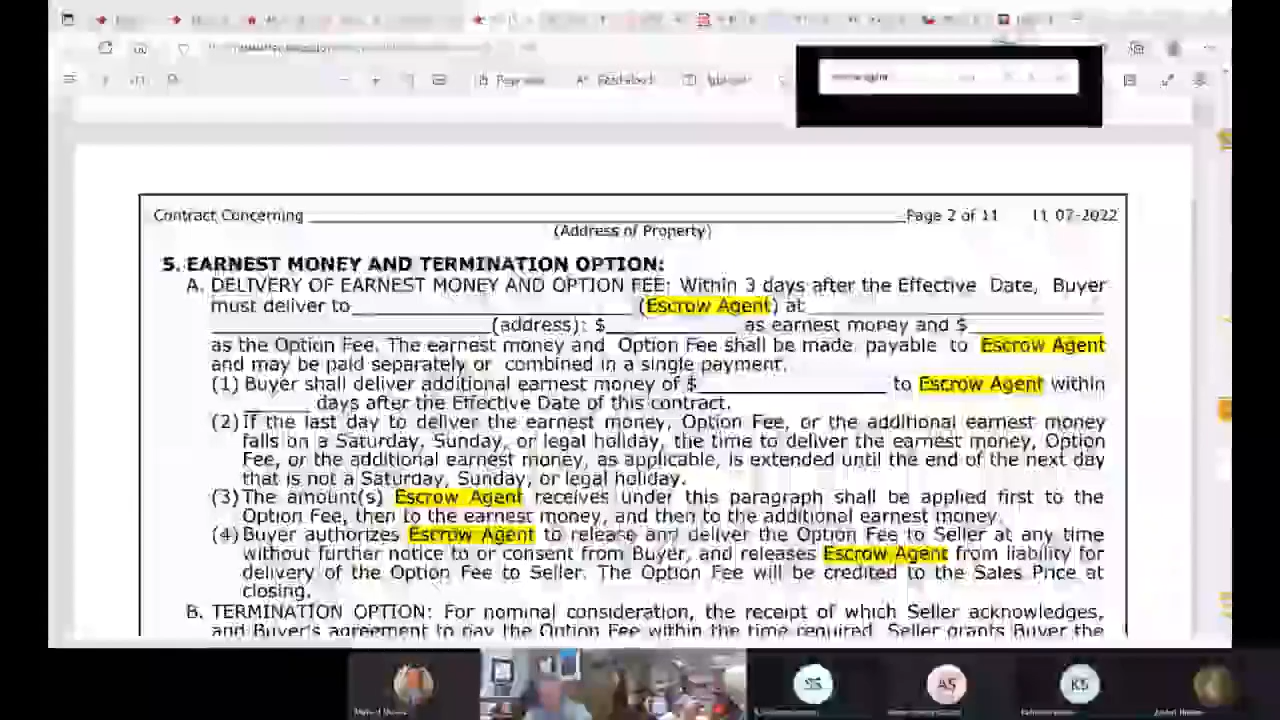 Contract Concerning Page 2 of 11 11 07-2022
(Address of Property)
5. EARNEST MONEY AND TERMINATION OPTION:
A. DELIVERY OF EARNEST MONEY AND OPTION FEE: Within 3 days after the Effective Date, Buyer
must deliver to (Escrow Agent) at
(address): $ as earnest money and $
as the Option Fee. The earnest money and Option Fee shall be made payable to Escrow Agent
and may be paid separately or combined in a single payment.
(1) Buyer shall deliver additional earnest money of $ to Escrow Agent within
days after the Effective Date of this contract.
(2) If the last day to deliver the earnest money, Option Fee, or the additional earnest money
falls on a Saturday, Sunday, or legal holiday, the time to deliver the earnest money, Option
Fee, or the additional earnest money, as applicable, is extended until the end of the next day
that is not a Saturday, Sunday, or legal holiday.
(3) The amount(s) Escrow Agent receives under this paragraph shall be applied first to the
Option Fee, then to the earnest money, and then to the additional earnest money.
(4) Buyer authorizes Escrow Agent to release and deliver the Option Fee to Seller at any time
without further notice to or consent from Buyer, and releases Escrow Agent from liability for
delivery of the Option Fee to Seller. The Option Fee will be credited to the Sales Price at
closing.
B. TERMINATION OPTION: For nominal consideration, the receipt of which Seller acknowledges,
and Buyer's agreement to pay the Option Fee within the time required, Seller grants Buyer the
AS
KS